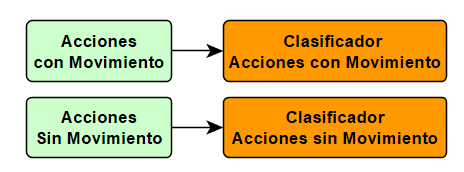 Acciones
con Movimiento
Clasificador
Acciones con Movimiento
Acciones
Sin Movimiento
Clasificador
Acciones sin Movimiento